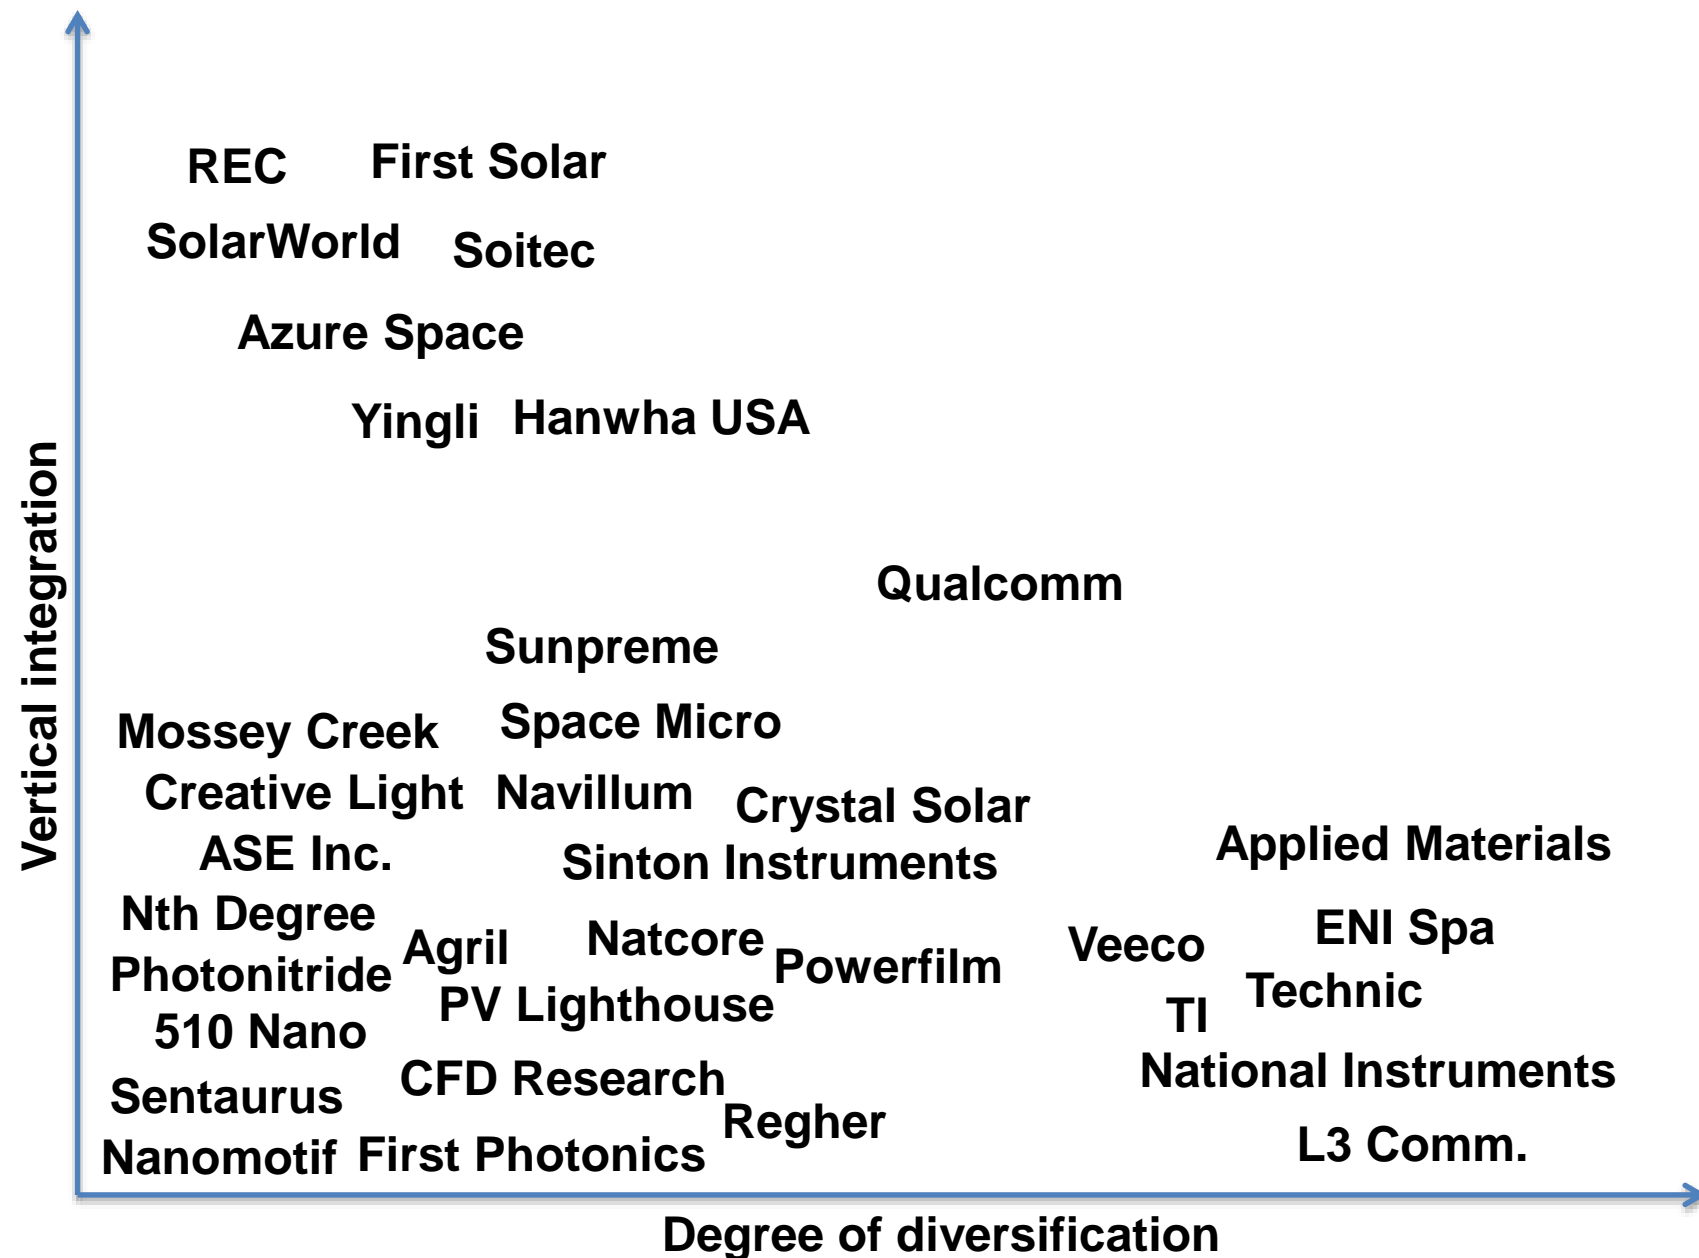 REC
First Solar
SolarWorld
Soitec
Azure Space
Yingli
Hanwha USA
Vertical integration
Qualcomm
Sunpreme
Space Micro
Mossey Creek
Creative Light
Navillum
Crystal Solar
ASE Inc.
Sinton Instruments
Applied Materials
Nth Degree
Agril
Natcore
Powerfilm
Veeco
ENI Spa
Photonitride
PV Lighthouse
TI
Technic
510 Nano
CFD Research
National Instruments
Sentaurus
Regher
L3 Comm.
Nanomotif
First Photonics
Degree of diversification